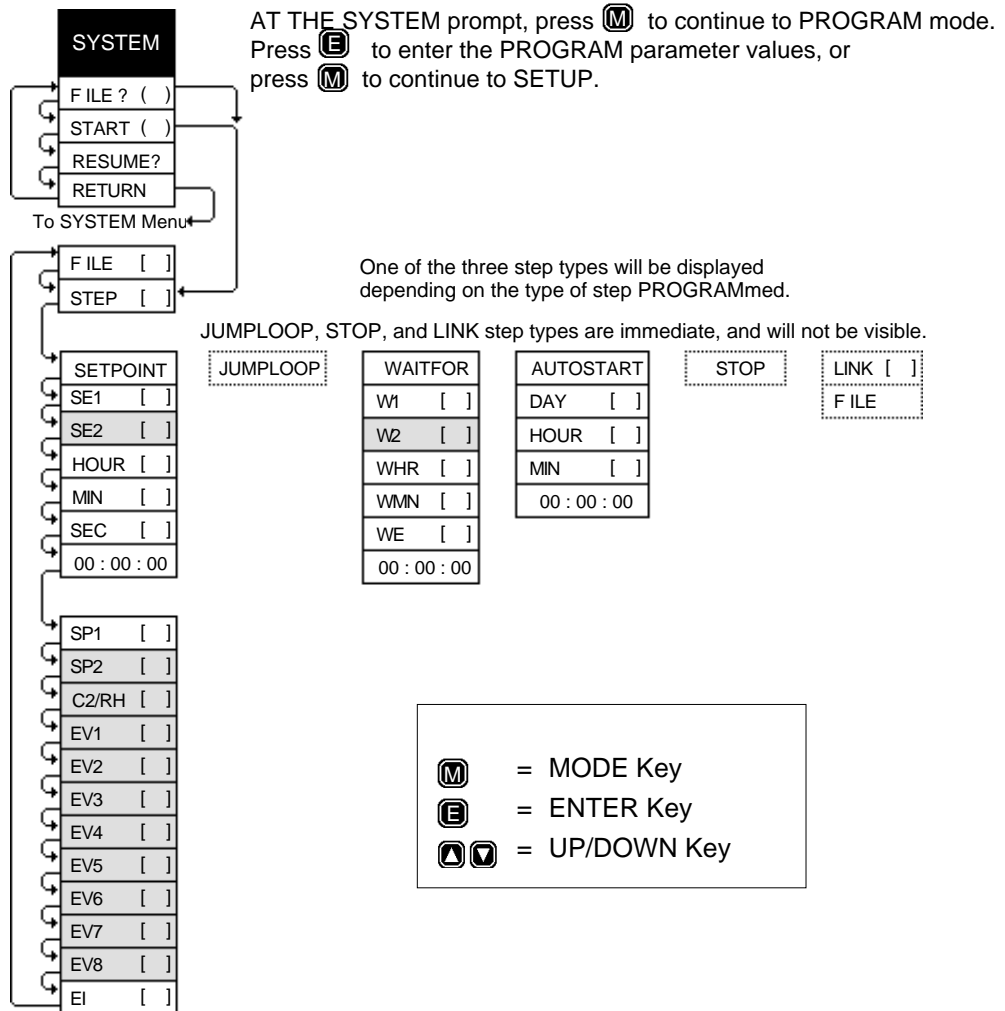 SYSTEM
AT THE SYSTEM prompt, press M to continue to PROGRAM mode.
Press E to enter the PROGRAM parameter values, or
press M to continue to SETUP.
FILE ? ( )
START ( )
RESUME?
RETURN
To SYSTEM Menu
FILE [ ]
STEP [ ]
One of the three step types will be displayed
depending on the type of step PROGRAMmed.
JUMPLOOP, STOP, and LINK step types are immediate, and will not be visible.
SETPOINT
SE1 [ ]
SE2 [ ]
HOUR [ ]
MIN [ ]
SEC [ ]
00 : 00 : 00
JUMPLOOP
WAITFOR
W1 [ ]
W2 [ ]
WHR [ ]
WMN [ ]
WE [ ]
00 : 00 : 00
AUTOSTART
DAY [ ]
HOUR [ ]
MIN [ ]
00 : 00 : 00
STOP
LINK [ ]
FILE
SP1 [ ]
SP2 [ ]
C2/RH [ ]
EV1 [ ]
EV2 [ ]
EV3 [ ]
EV4 [ ]
EV5 [ ]
EV6 [ ]
EV7 [ ]
EV8 [ ]
EI [ ]
M = MODE Key
E = ENTER Key
= UP/DOWN Key